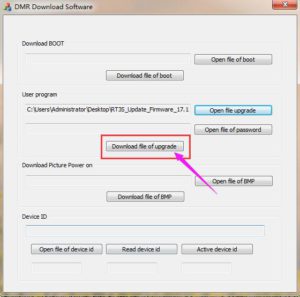 DMR Download Software
Download BOOT
Open file of boot
Download file of boot
User program
C:\Users\Administrator\Desktop\RT3S_Update_Firmware_17.1
Open file upgrade
Open file of password
Download file of upgrade
Download Picture Power on
Open file of BMP
Download file of BMP
Device ID
Open file of device id Read device id Active device id